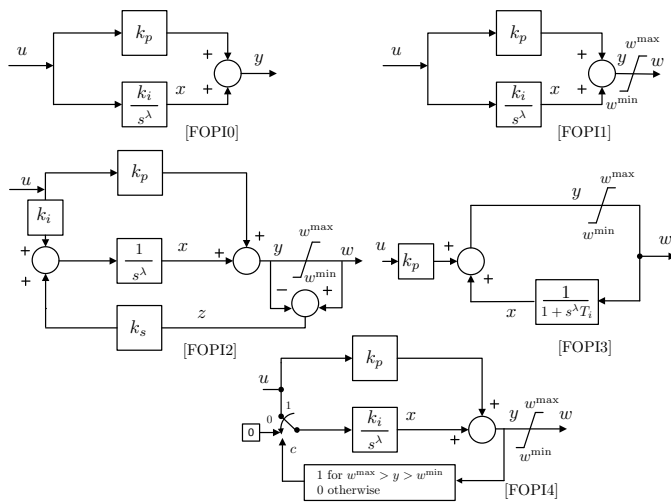 u k_p + y
+
k_i / s^λ x
[FOPI0]
u k_p + w^max
y w
+ w^min
k_i / s^λ x
[FOPI1]
u k_p
k_i
+ + 1 / s^λ x + + y w^max w
w^min
− +
k_s z
[FOPI2]
y w^max
w^min
u k_p + + w
x 1 / 1 + s^λ T_i
[FOPI3]
u k_p
0 0 1 k_i / s^λ x + + y w^max w
w^min
c
1 for w^max > y > w^min
0 otherwise
[FOPI4]